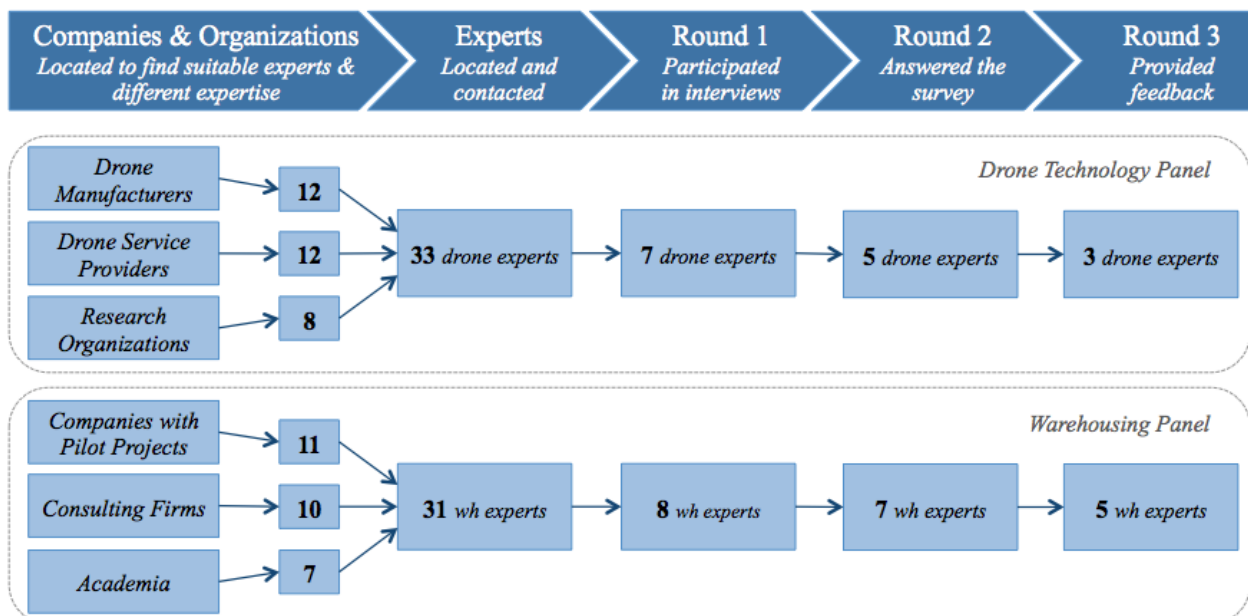 Companies & Organizations
Located to find suitable experts &
different expertise
Experts
Located and
contacted
Round 1
Participated
in interviews
Round 2
Answered the
survey
Round 3
Provided
feedback
Drone Technology Panel
Drone
Manufacturers
12
Drone Service
Providers
12
Research
Organizations
8
33 drone experts
7 drone experts
5 drone experts
3 drone experts
Warehousing Panel
Companies with
Pilot Projects
11
Consulting Firms
10
Academia
7
31 wh experts
8 wh experts
7 wh experts
5 wh experts